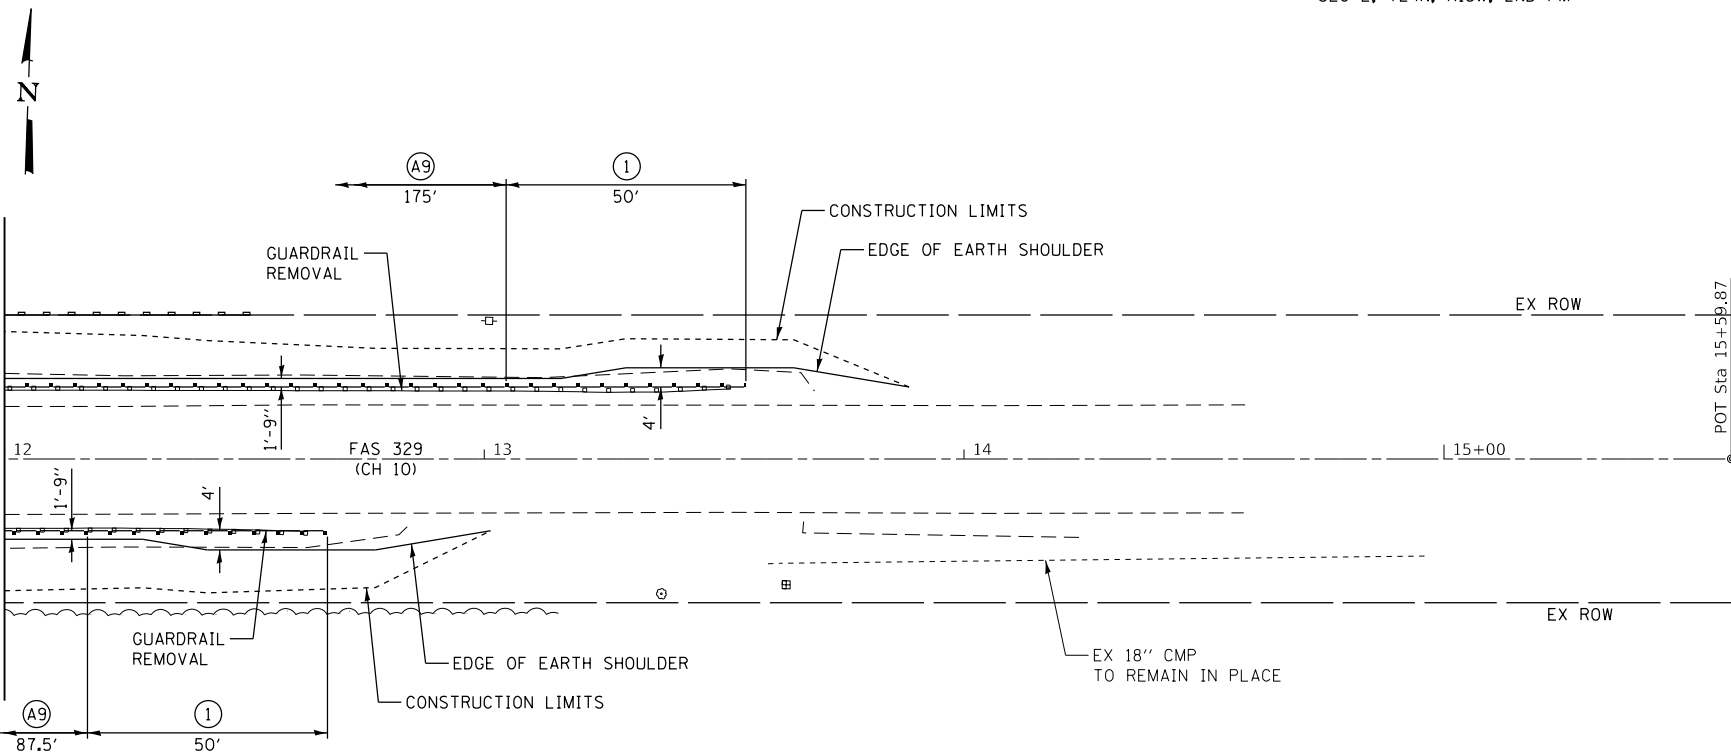 N
A9
1
175'
50'
CONSTRUCTION LIMITS
EDGE OF EARTH SHOULDER
GUARDRAIL
REMOVAL
EX ROW
POT Sta 15+59.87
1'-9"
4'
12
FAS 329
(CH 10)
13
14
15+00
1'-9"
4'
EX ROW
GUARDRAIL
REMOVAL
EDGE OF EARTH SHOULDER
EX 18" CMP
TO REMAIN IN PLACE
CONSTRUCTION LIMITS
A9
1
87.5'
50'